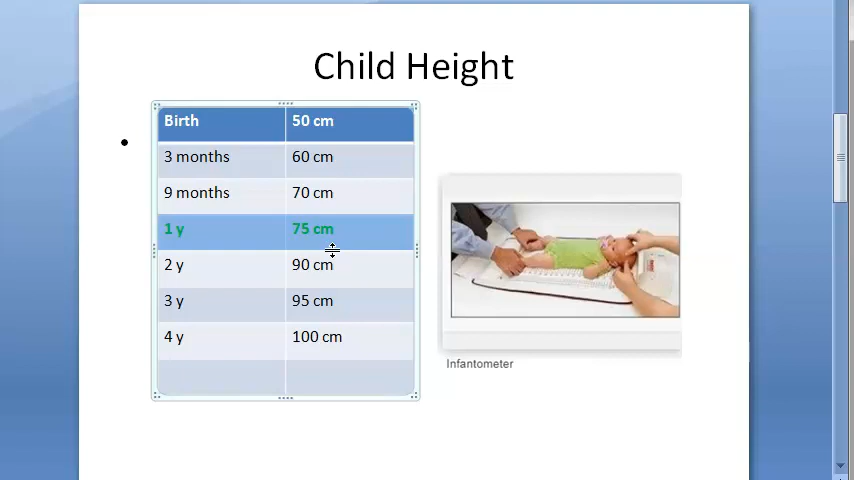 Child Height
Birth 50 cm
3 months 60 cm
9 months 70 cm
1 y 75 cm
2 y 90 cm
3 y 95 cm
4 y 100 cm
Infantometer